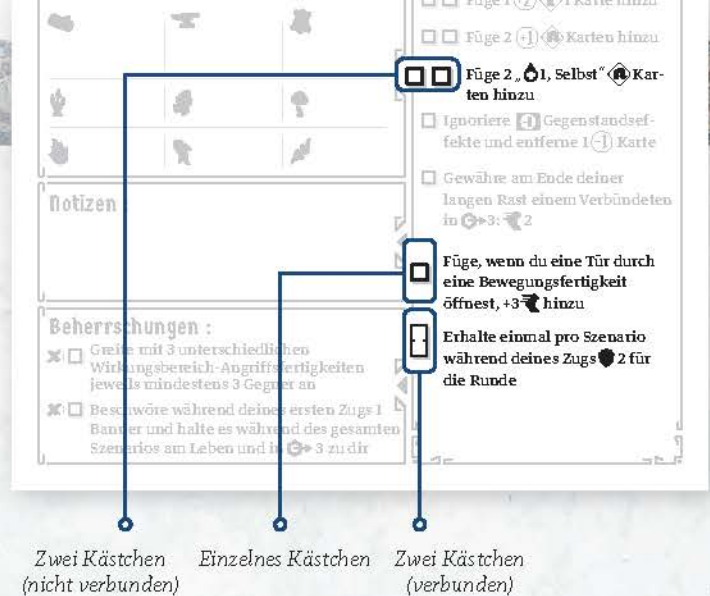 Füge 1 +2 1 Karte hinzu
Füge 2 +1 Karten hinzu
Füge 2 „1, Selbst“ Kar-
ten hinzu
Ignoriere -1 Gegenstandsef-
fekte und entferne 1 -1 Karte
Gewähre am Ende deiner
langen Rast einem Verbündeten
in 3: 2
Notizen
Füge, wenn du eine Tür durch
eine Bewegungsfertigkeit
öffnest, +3 hinzu
Beherrschungen :
Greife mit 3 unterschiedlichen
Wirkungsbereich-Angriffsfertigkeiten
jeweils mindestens 3 Gegner an
Beschwöre während deines ersten Zugs 1
Banner und halte es während des gesamten
Szenarios am Leben und in 3 zu dir
Erhalte einmal pro Szenario
während deines Zugs 2 für
die Runde
Zwei Kästchen
(nicht verbunden)
Einzelnes Kästchen
Zwei Kästchen
(verbunden)